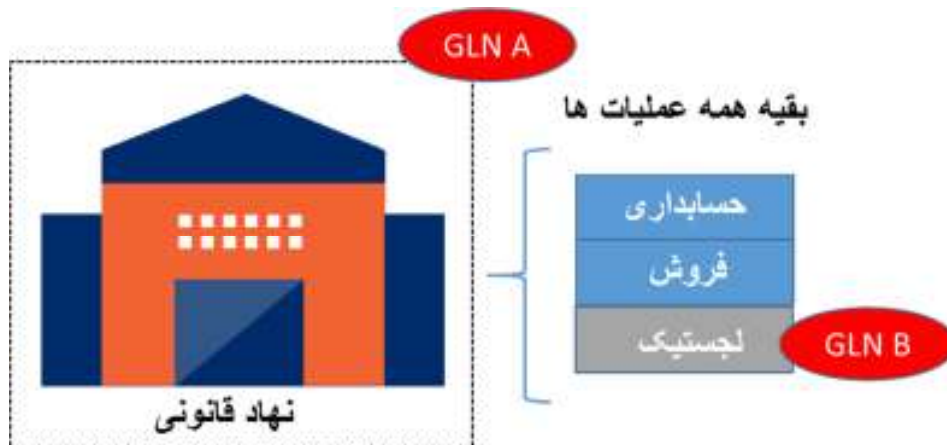 GLN A
بقیه همه عملیات ها
حسابداری
فروش
لجستیک
GLN B
نهاد قانونی